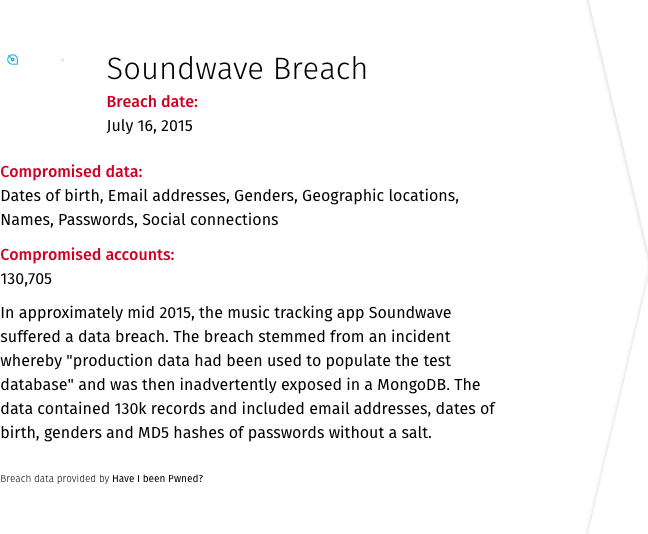 Soundwave Breach
Breach date:
July 16, 2015
Compromised data:
Dates of birth, Email addresses, Genders, Geographic locations,
Names, Passwords, Social connections
Compromised accounts:
130,705
In approximately mid 2015, the music tracking app Soundwave
suffered a data breach. The breach stemmed from an incident
whereby "production data had been used to populate the test
database" and was then inadvertently exposed in a MongoDB. The
data contained 130k records and included email addresses, dates of
birth, genders and MD5 hashes of passwords without a salt.
Breach data provided by Have I been Pwned?